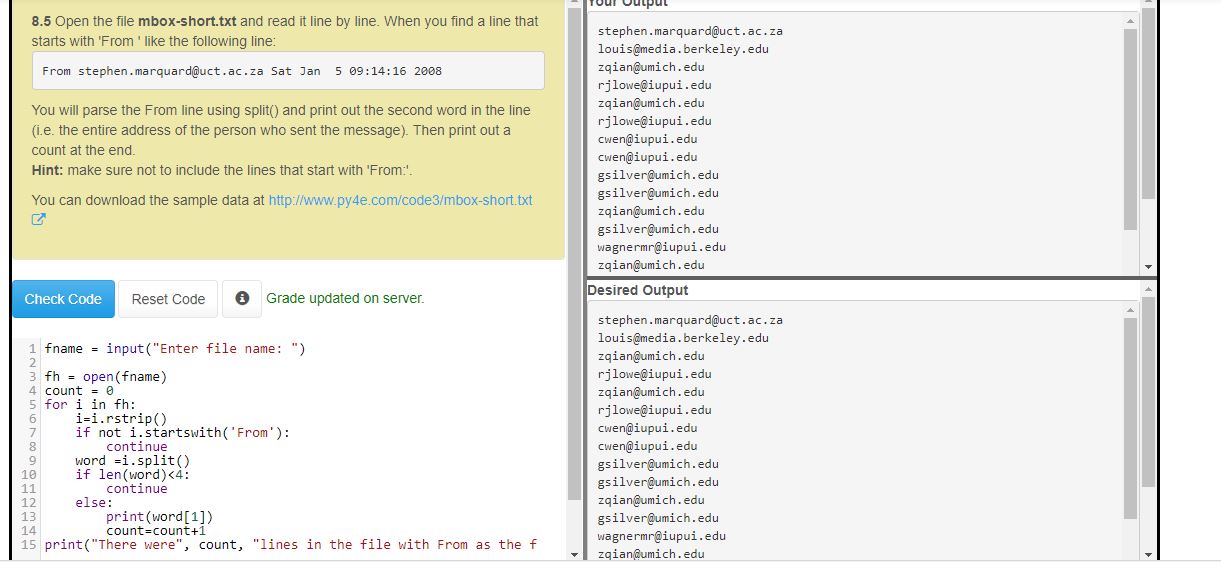 8.5 Open the file mbox-short.txt and read it line by line. When you find a line that
starts with 'From ' like the following line:
From stephen.marquard@uct.ac.za Sat Jan  5 09:14:16 2008
You will parse the From line using split() and print out the second word in the line
(i.e. the entire address of the person who sent the message). Then print out a
count at the end.
Hint: make sure not to include the lines that start with 'From:'.
You can download the sample data at http://www.py4e.com/code3/mbox-short.txt
Check Code
Reset Code
Grade updated on server.
1 fname = input("Enter file name: ")
2
3 fh = open(fname)
4 count = 0
5 for i in fh:
6     i=i.rstrip()
7     if not i.startswith('From'):
8         continue
9     word =i.split()
10     if len(word)<4:
11         continue
12     else:
13         print(word[1])
14         count=count+1
15 print("There were", count, "lines in the file with From as the f
Your Output
stephen.marquard@uct.ac.za
louis@media.berkeley.edu
zqian@umich.edu
rjlowe@iupui.edu
zqian@umich.edu
rjlowe@iupui.edu
cwen@iupui.edu
cwen@iupui.edu
gsilver@umich.edu
gsilver@umich.edu
zqian@umich.edu
gsilver@umich.edu
wagnermr@iupui.edu
zqian@umich.edu
Desired Output
stephen.marquard@uct.ac.za
louis@media.berkeley.edu
zqian@umich.edu
rjlowe@iupui.edu
zqian@umich.edu
rjlowe@iupui.edu
cwen@iupui.edu
cwen@iupui.edu
gsilver@umich.edu
gsilver@umich.edu
zqian@umich.edu
gsilver@umich.edu
wagnermr@iupui.edu
zqian@umich.edu